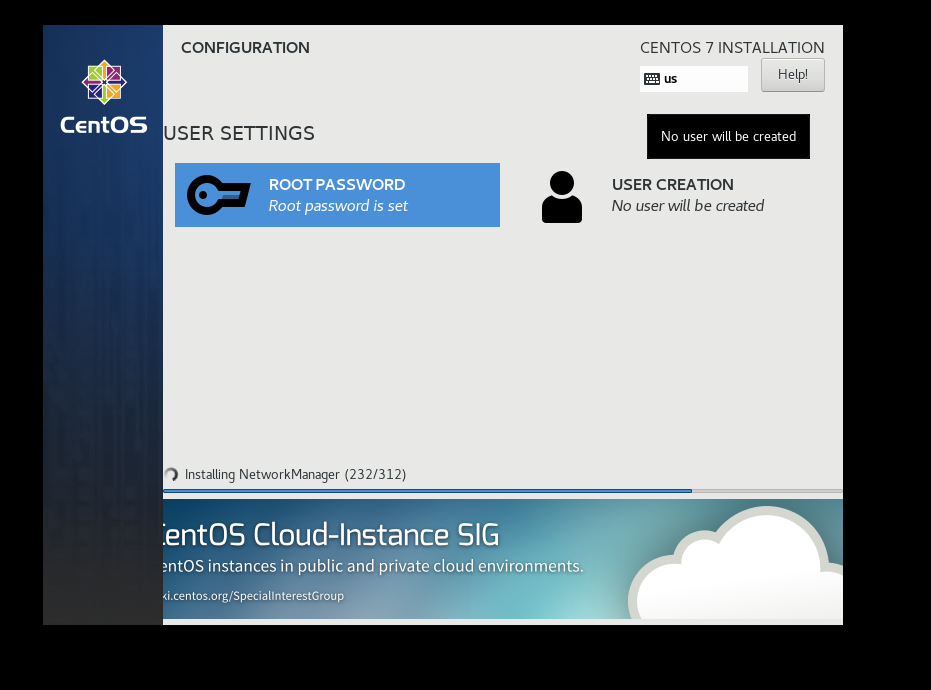 CONFIGURATION
CENTOS 7 INSTALLATION
us
Help!
CentOS
USER SETTINGS
No user will be created
ROOT PASSWORD
Root password is set
USER CREATION
No user will be created
Installing NetworkManager (232/312)
CentOS Cloud-Instance SIG
entOS instances in public and private cloud environments.
ki.centos.org/SpecialInterestGroup